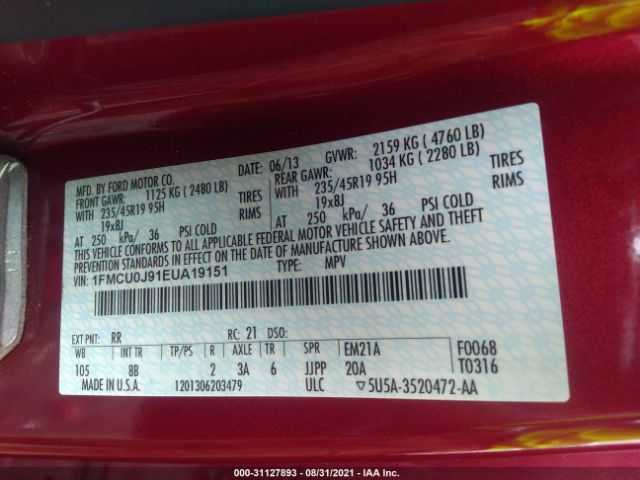 MFD. BY FORD MOTOR CO. DATE: 06/13 GVWR: 2159 KG ( 4760 LB)
FRONT GAWR: 1125 KG ( 2480 LB) REAR GAWR: 1034 KG ( 2280 LB)
WITH 235/45R19 95H TIRES WITH 235/45R19 95H TIRES
19x8J RIMS 19x8J RIMS
AT 250 kPa/ 36 PSI COLD AT 250 kPa/ 36 PSI COLD
THIS VEHICLE CONFORMS TO ALL APPLICABLE FEDERAL MOTOR VEHICLE SAFETY AND THEFT
PREVENTION STANDARDS IN EFFECT ON THE DATE OF MANUFACTURE SHOWN ABOVE.
VIN: 1FMCU0J91EUA19151 TYPE: MPV
EXT PNT: RR RC: 21 DSO:
WB INT TR TP/PS R AXLE TR SPR EM21A F0068
105 8B 2 3A 6 JJPP 20A T0316
MADE IN U.S.A. 1201306203479 ULC 5U5A-3520472-AA
000-31127893 - 08/31/2021 - IAA Inc.